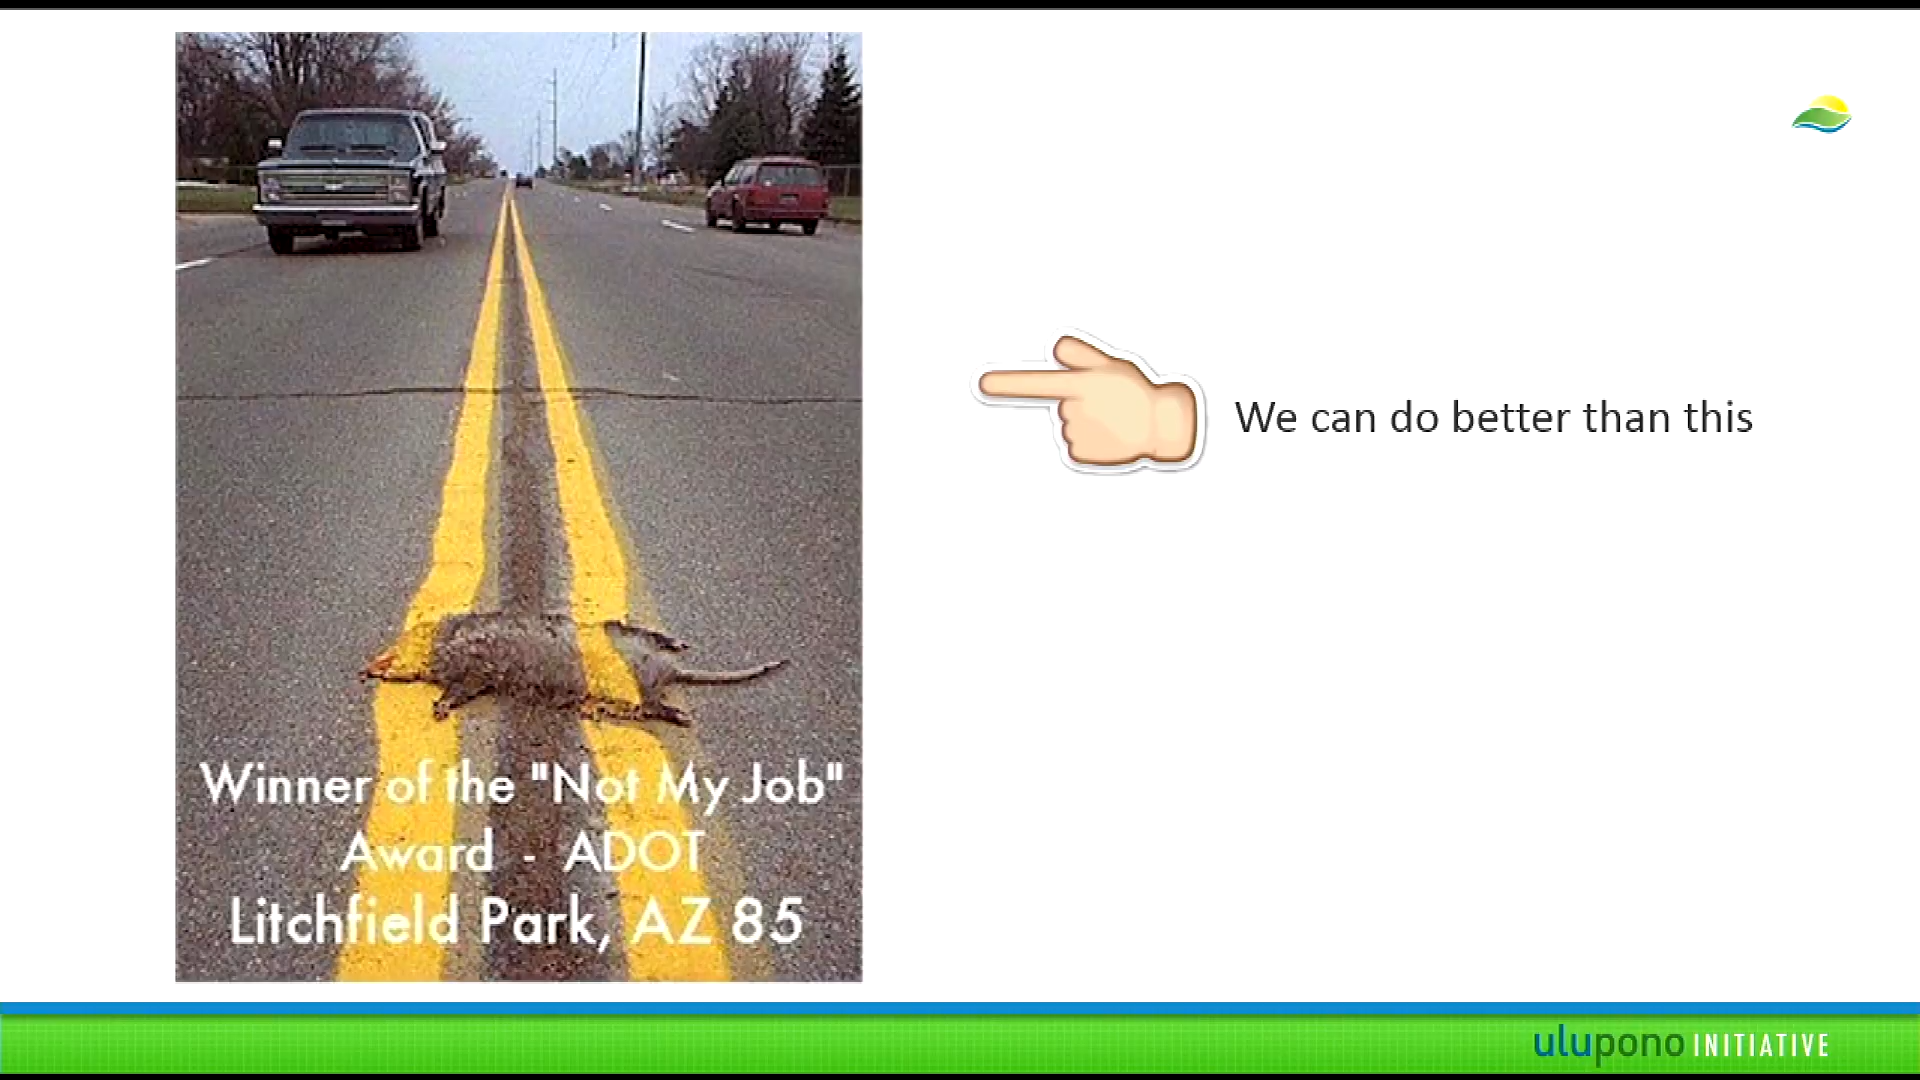 Winner of the "Not My Job"
Award - ADOT
Litchfield Park, AZ 85
We can do better than this
ulupono INITIATIVE